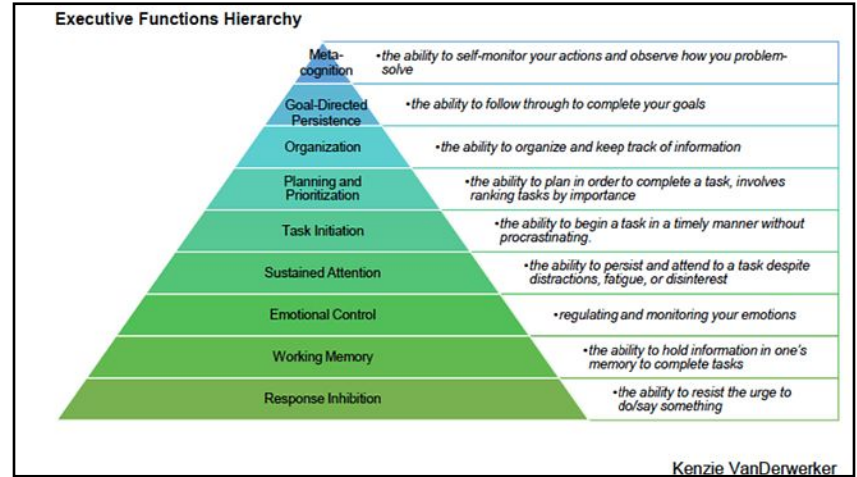 Executive Functions Hierarchy
Meta-
cognition
•the ability to self-monitor your actions and observe how you problem-
solve
Goal-Directed
Persistence
•the ability to follow through to complete your goals
Organization
•the ability to organize and keep track of information
Planning and
Prioritization
•the ability to plan in order to complete a task, involves
ranking tasks by importance
Task Initiation
•the ability to begin a task in a timely manner without
procrastinating.
Sustained Attention
•the ability to persist and attend to a task despite
distractions, fatigue, or disinterest
Emotional Control
•regulating and monitoring your emotions
Working Memory
•the ability to hold information in one's
memory to complete tasks
Response Inhibition
•the ability to resist the urge to
do/say something
Kenzie VanDerwerker